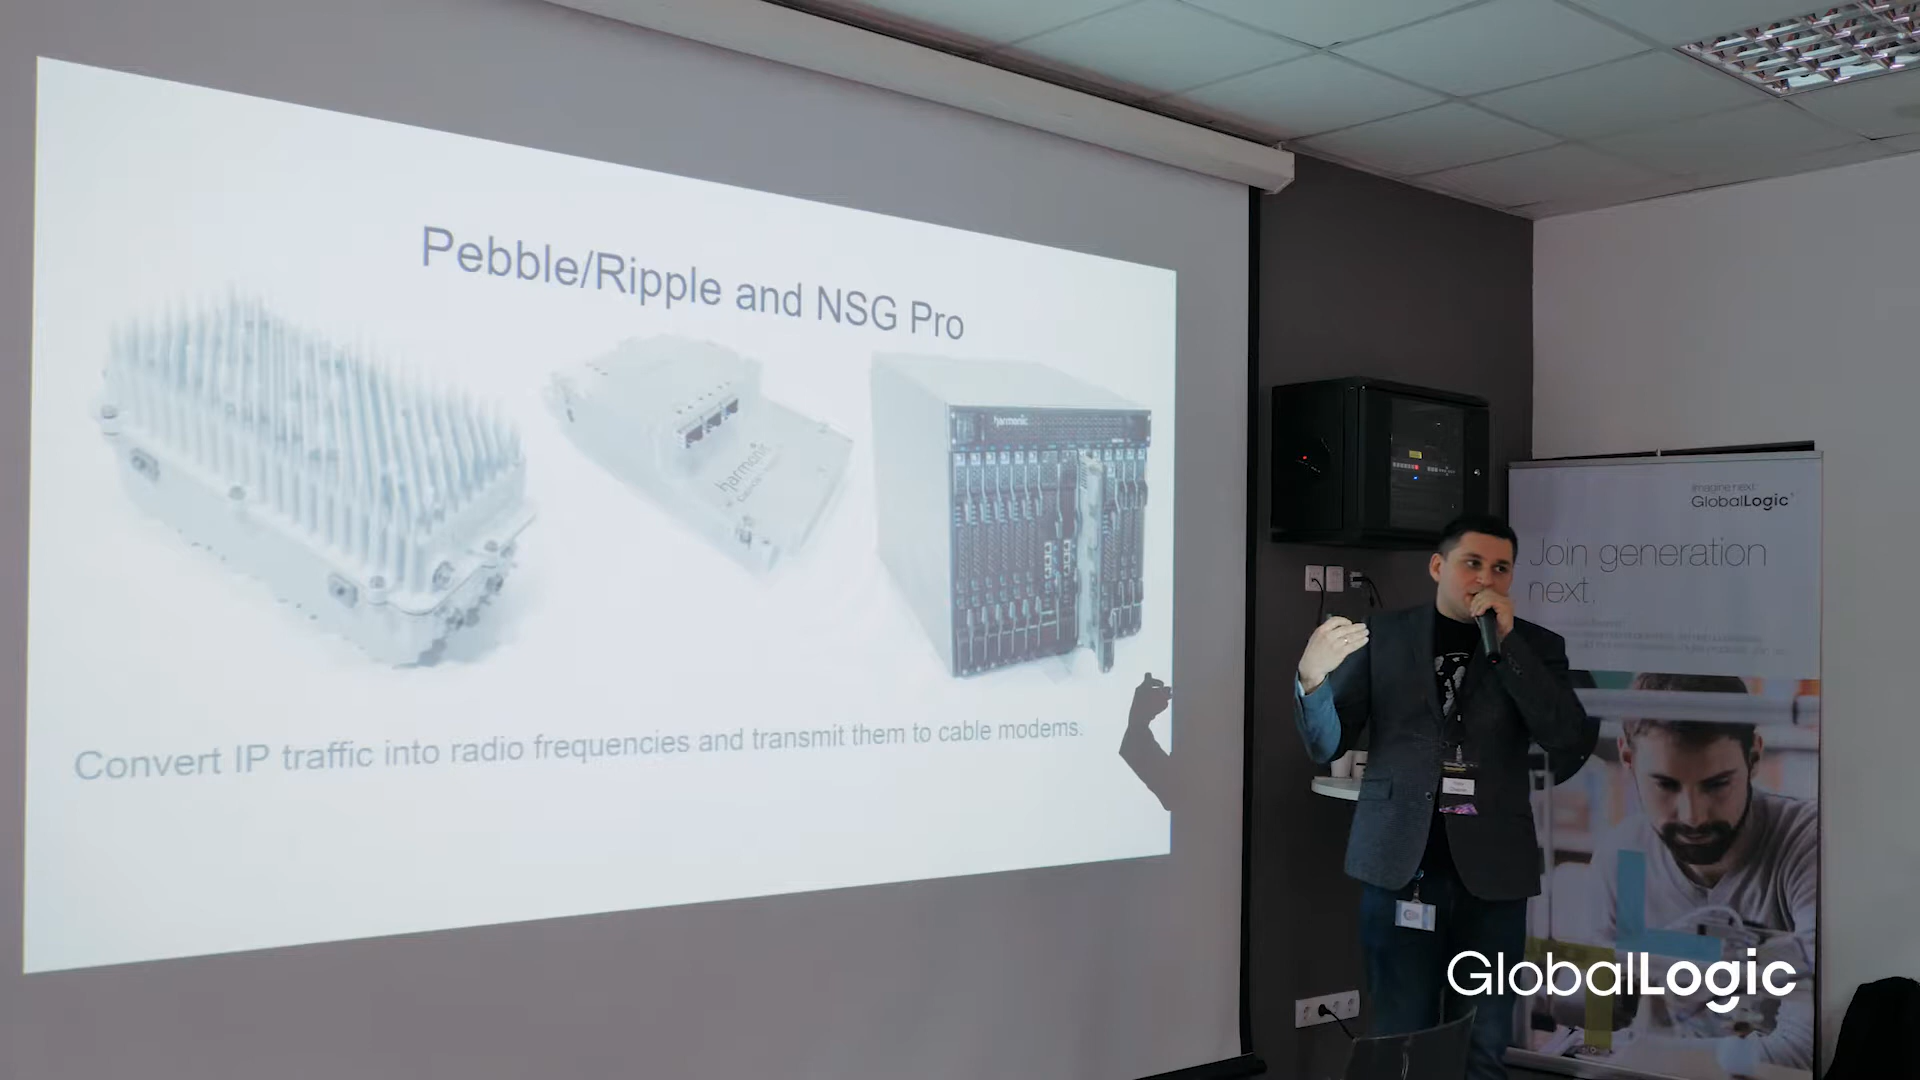 Pebble/Ripple and NSG Pro
harmonic
harmonic
Convert IP traffic into radio frequencies and transmit them to cable modems.
imagine next.
GlobalLogic
Join generation
next.
GlobalLogic